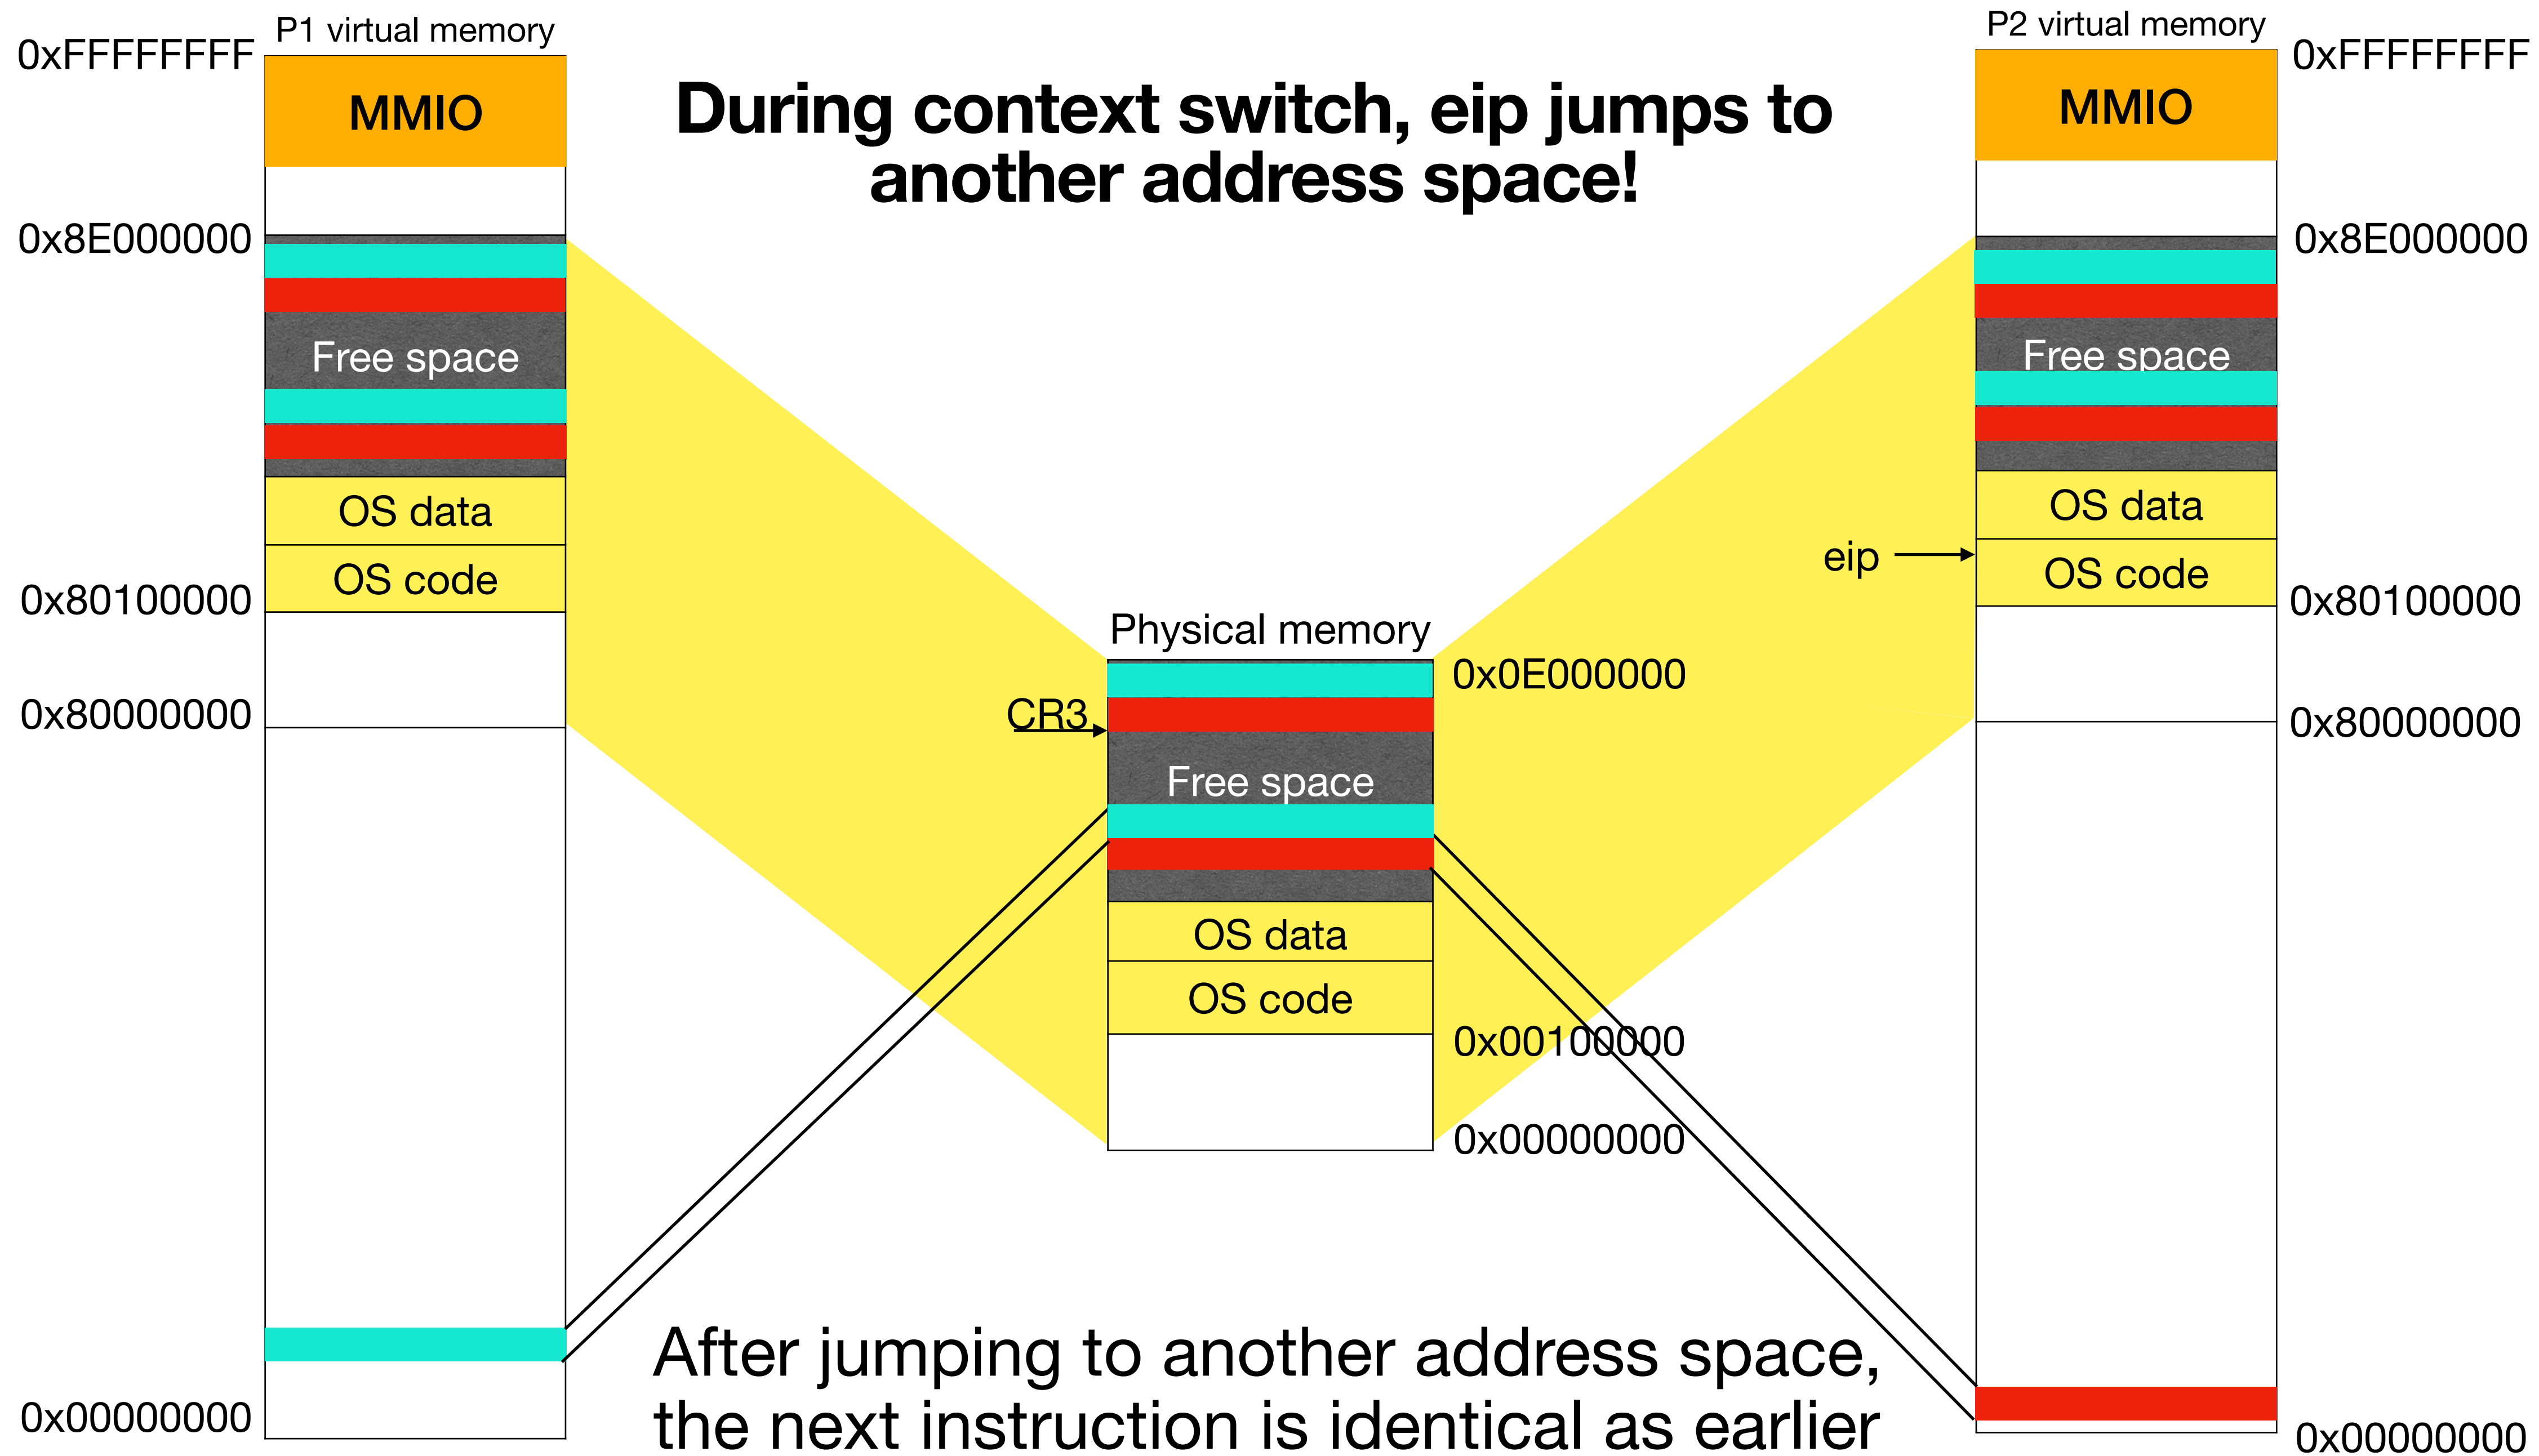 P1 virtual memory
0xFFFFFFFF
MMIO
0x8E000000
Free space
OS data
OS code
0x80100000
0x80000000
0x00000000
During context switch, eip jumps to
another address space!
Physical memory
0x0E000000
CR3
Free space
OS data
OS code
0x00100000
0x00000000
After jumping to another address space,
the next instruction is identical as earlier
P2 virtual memory
0xFFFFFFFF
MMIO
0x8E000000
Free space
OS data
eip
OS code
0x80100000
0x80000000
0x00000000